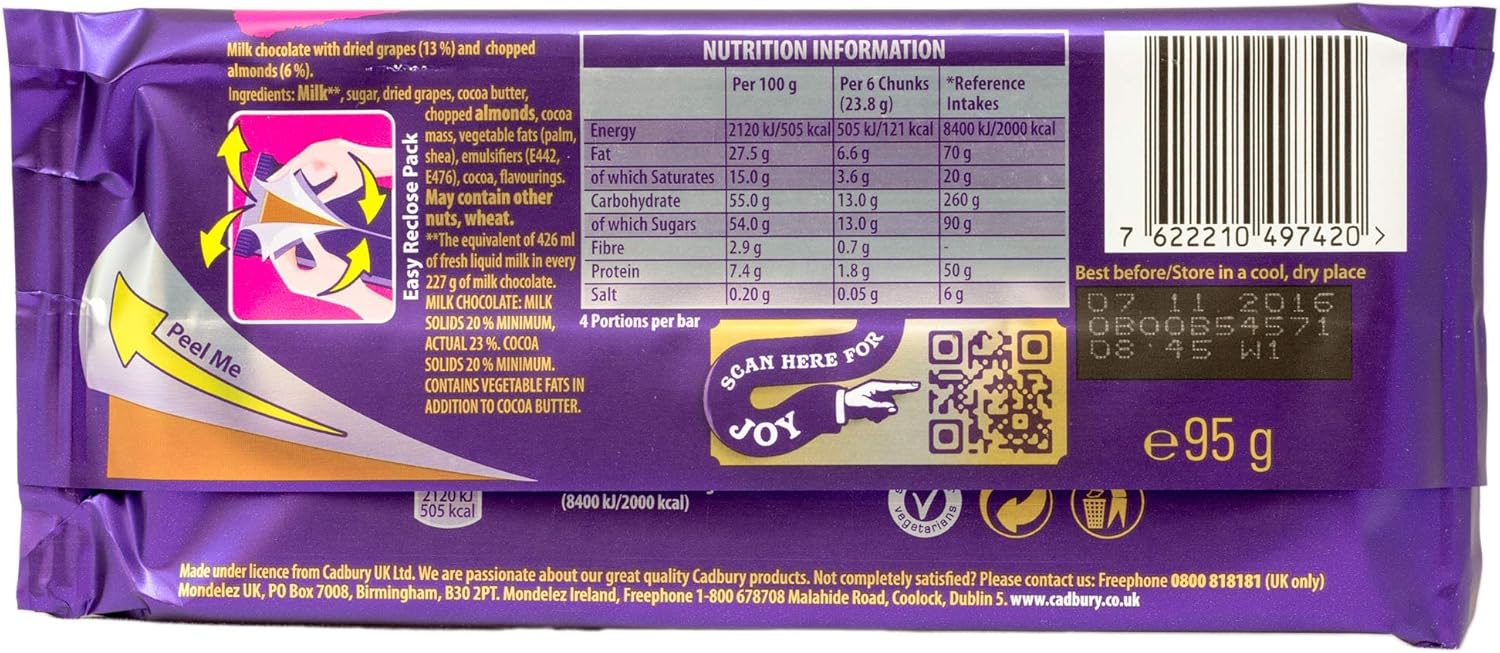 Milk chocolate with dried grapes (13 %) and chopped
almonds (6 %).
Ingredients: Milk**, sugar, dried grapes, cocoa butter,
chopped almonds, cocoa
mass, vegetable fats (palm,
shea), emulsifiers (E442,
E476), cocoa, flavourings.
May contain other
nuts, wheat.
**The equivalent of 426 ml
of fresh liquid milk in every
227 g of milk chocolate.
MILK CHOCOLATE: MILK
SOLIDS 20 % MINIMUM,
ACTUAL 23 %. COCOA
SOLIDS 20 % MINIMUM.
CONTAINS VEGETABLE FATS IN
ADDITION TO COCOA BUTTER.
Easy Reclose Pack
Peel Me
NUTRITION INFORMATION
Per 100 g Per 6 Chunks (23.8 g) *Reference Intakes
Energy 2120 kJ/505 kcal 505 kJ/121 kcal 8400 kJ/2000 kcal
Fat 27.5 g 6.6 g 70 g
of which Saturates 15.0 g 3.6 g 20 g
Carbohydrate 55.0 g 13.0 g 260 g
of which Sugars 54.0 g 13.0 g 90 g
Fibre 2.9 g 0.7 g -
Protein 7.4 g 1.8 g 50 g
Salt 0.20 g 0.05 g 6 g
4 Portions per bar
SCAN HERE FOR
JOY
7 622210 497420 >
Best before/Store in a cool, dry place
07 11 2016
OBO0B54571
08 45 W1
e 95 g
2120 kJ
505 kcal
(8400 kJ/2000 kcal)
vegetarians
Made under licence from Cadbury UK Ltd. We are passionate about our great quality Cadbury products. Not completely satisfied? Please contact us: Freephone 0800 818181 (UK only)
Mondelez UK, PO Box 7008, Birmingham, B30 2PT. Mondelez Ireland, Freephone 1-800 678708 Malahide Road, Coolock, Dublin 5. www.cadbury.co.uk